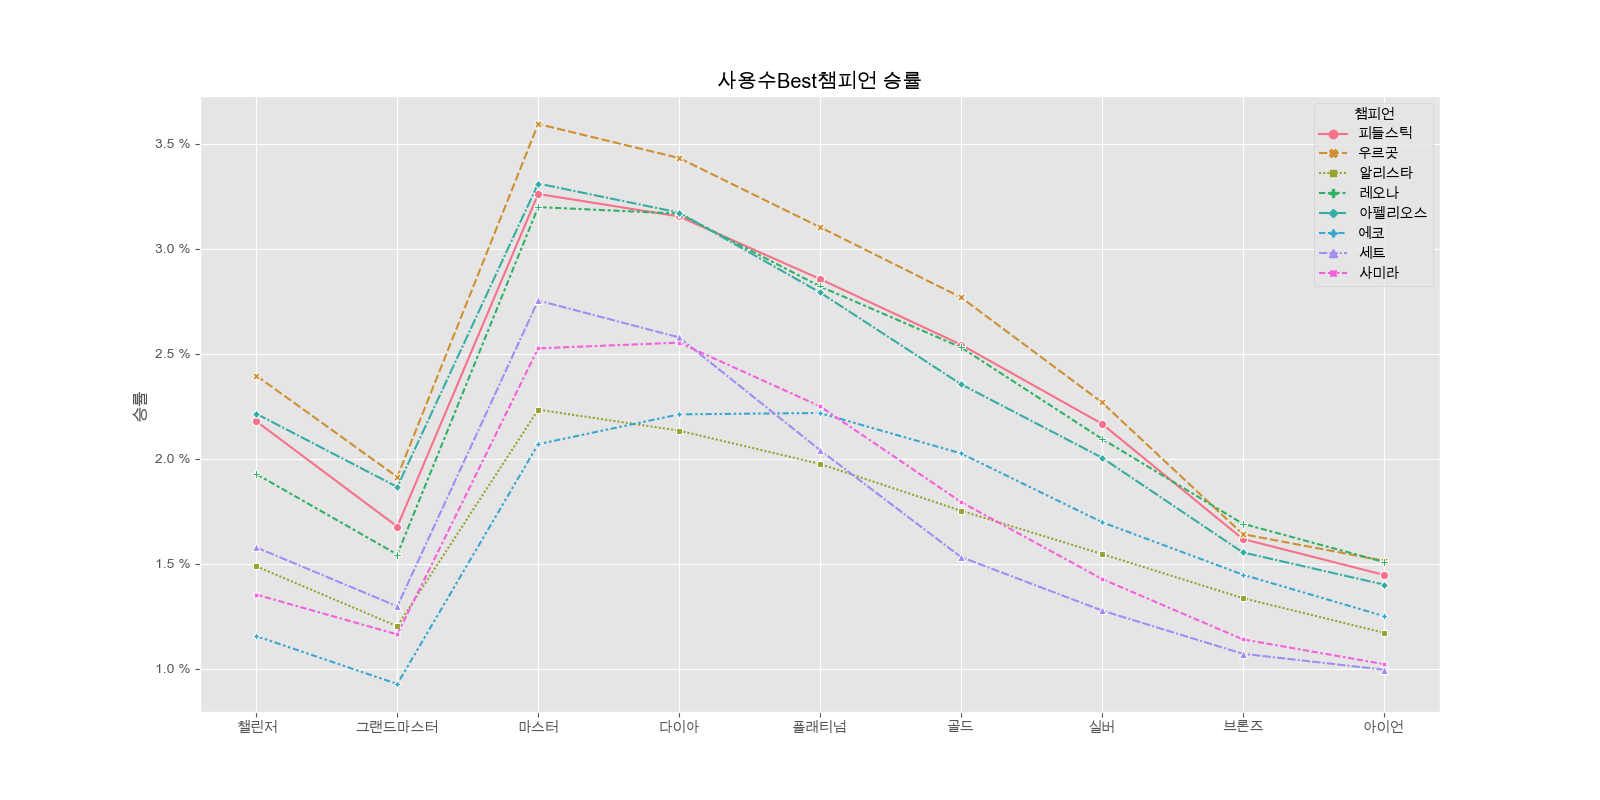 사용수Best챔피언 승률
챔피언
피들스틱
우르곳
알리스타
레오나
아펠리오스
에코
세트
사미라
승률
3.5 %
3.0 %
2.5 %
2.0 %
1.5 %
1.0 %
챌린저 그랜드마스터 마스터 다이아 플래티넘 골드 실버 브론즈 아이언